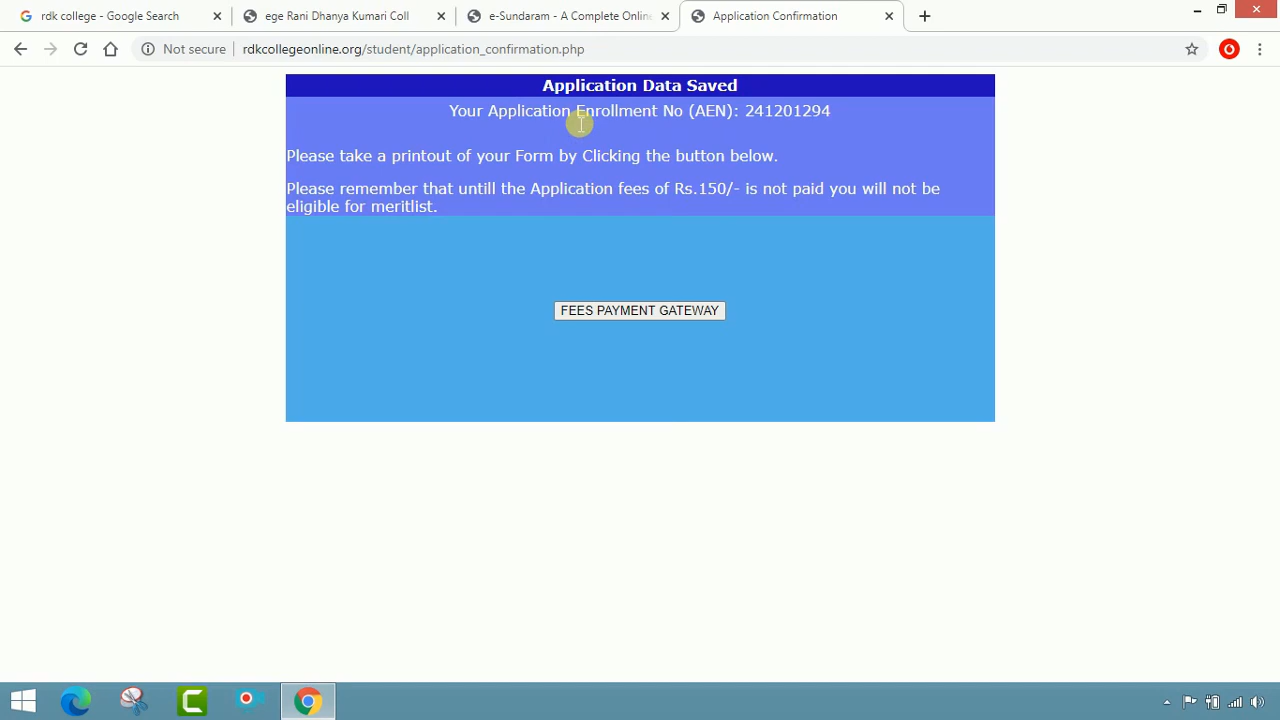 rdk college - Google Search
ege Rani Dhanya Kumari Coll
e-Sundaram - A Complete Online
Application Confirmation
Not secure
rdkcollegeonline.org/student/application_confirmation.php
Application Data Saved
Your Application Enrollment No (AEN): 241201294
Please take a printout of your Form by Clicking the button below.
Please remember that untill the Application fees of Rs.150/- is not paid you will not be
eligible for meritlist.
FEES PAYMENT GATEWAY